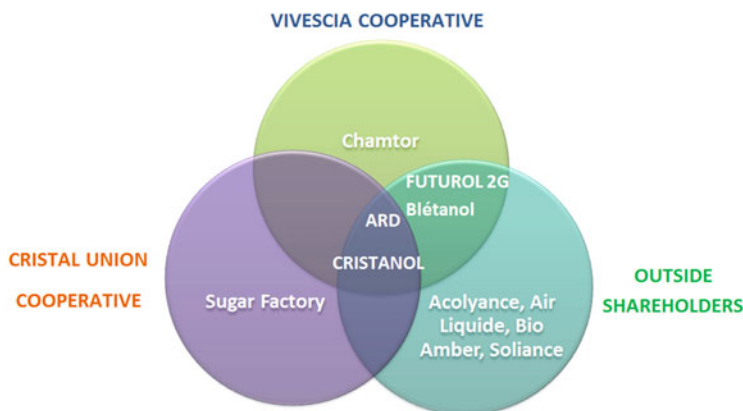 VIVESCIA COOPERATIVE
Chamtor
FUTUROL 2G
Blétanol
ARD
CRISTANOL
CRISTAL UNION
COOPERATIVE
Sugar Factory
Acolyance, Air
Liquide, Bio
Amber, Soliance
OUTSIDE
SHAREHOLDERS